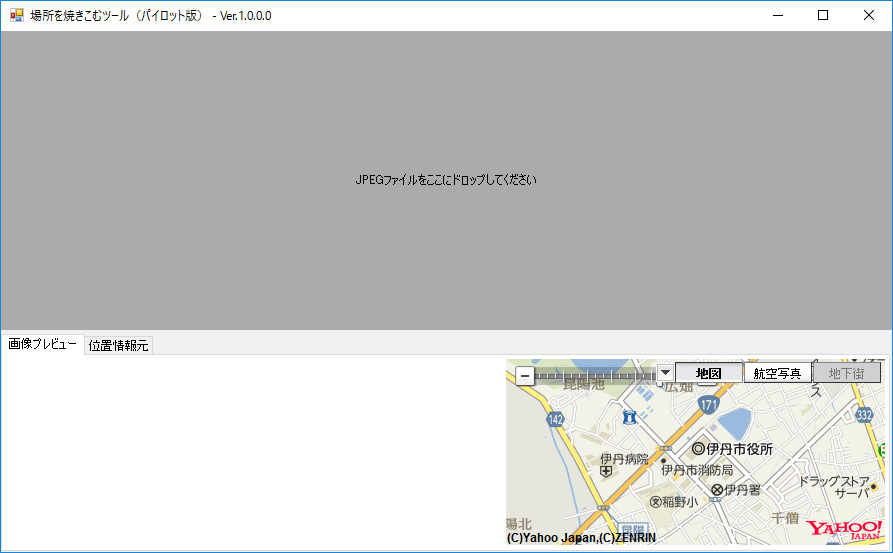 場所を焼きこむツール（パイロット版） - Ver.1.0.0.0
JPEGファイルをここにドロップしてください
画像プレビュー 位置情報元
地図 航空写真 地下街
昆陽池
広畑
ス
142
171
332
伊丹市役所
伊丹病院
伊丹市消防局
伊丹署
ドラッグストア
サーバ
文 稲野小
千僧
陽北
昆陽
YAHOO!
JAPAN
(C)Yahoo Japan,(C)ZENRIN